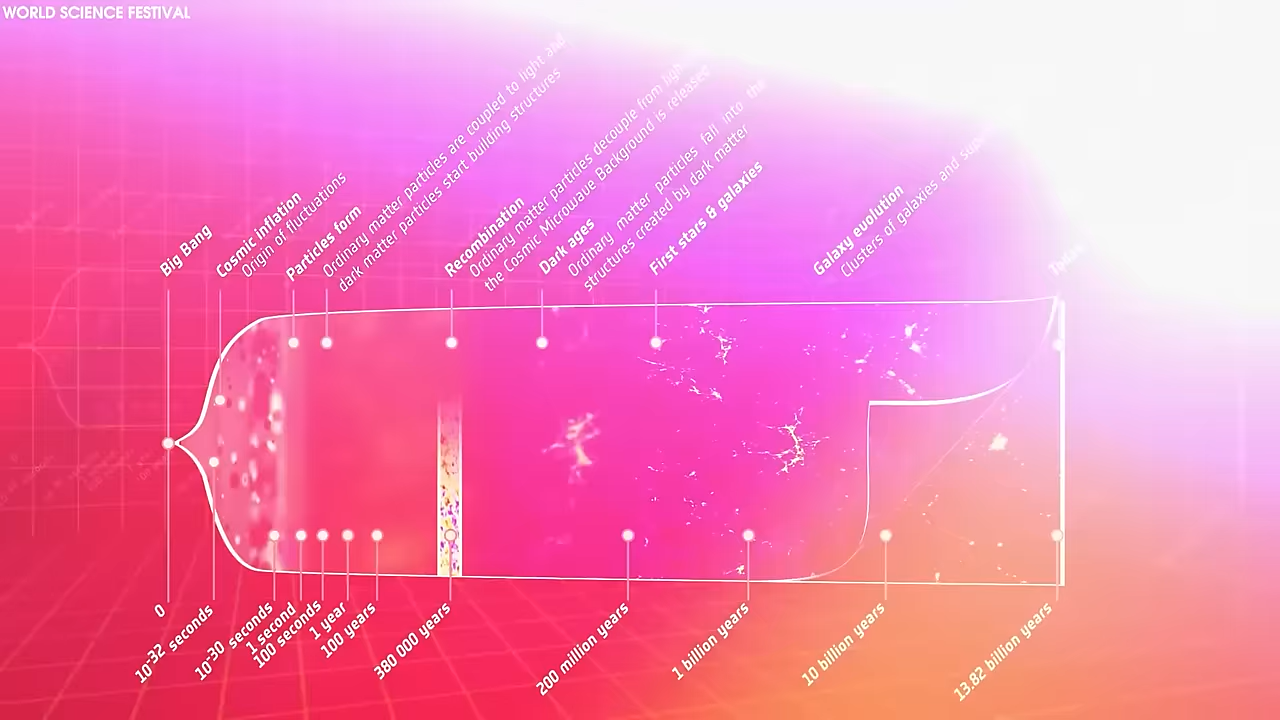 WORLD SCIENCE FESTIVAL
Big Bang
Cosmic inflation
Origin of fluctuations
Particles form
Ordinary matter particles are coupled to light and
dark matter particles start building structures
Recombination
Ordinary matter particles decouple from light
the Cosmic Microwave Background is released
Dark ages
Ordinary matter particles fall into the
structures created by dark matter
First stars & galaxies
Galaxy evolution
Clusters of galaxies and
Today
0
10-32 seconds
10-30 seconds
1 second
100 seconds
1 year
100 years
380 000 years
200 million years
1 billion years
10 billion years
13.82 billion years